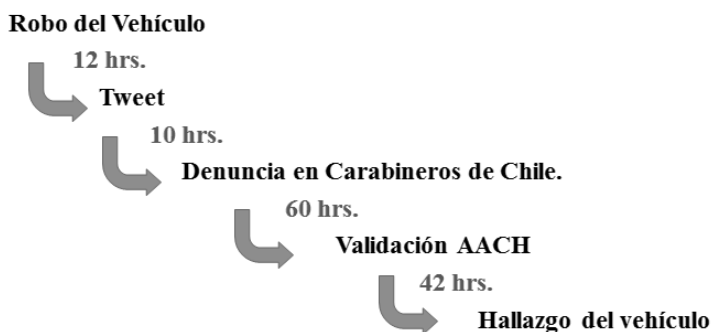 Robo del Vehículo
12 hrs.
Tweet
10 hrs.
Denuncia en Carabineros de Chile.
60 hrs.
Validación AACH
42 hrs.
Hallazgo del vehículo